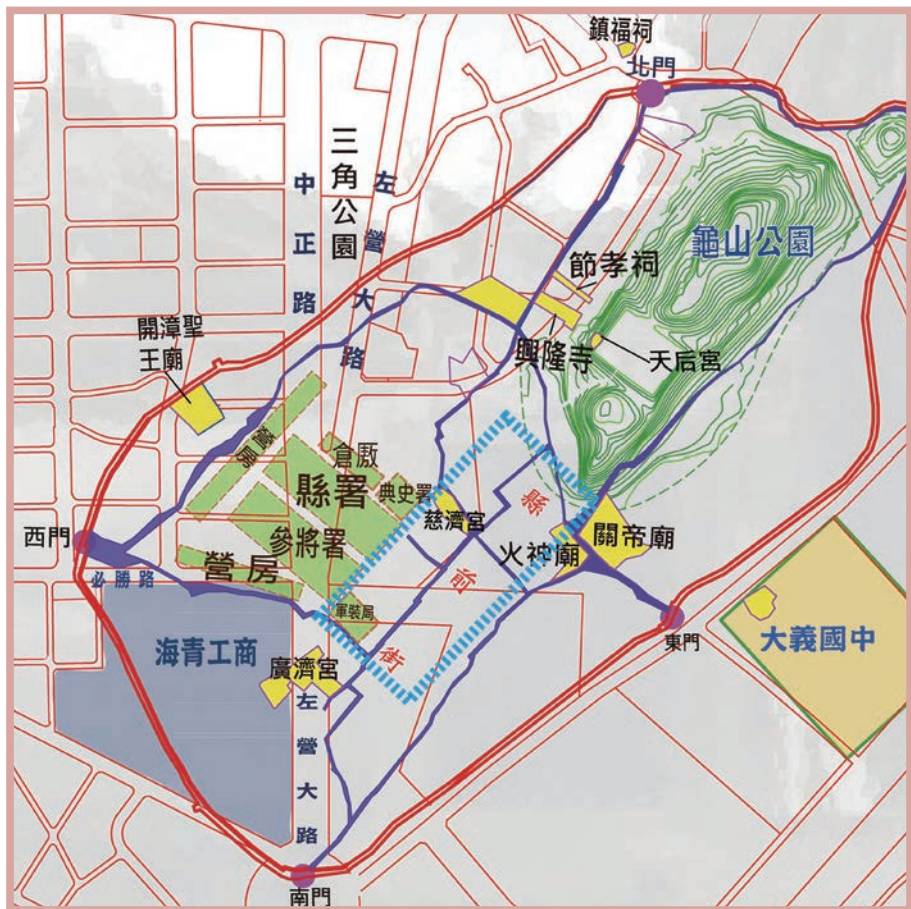 鎮福祠
北門
三角公園
左營大路
中正路
龜山公園
節孝祠
興隆寺
天后宮
開漳聖
王廟
營房
倉廒
縣署
典史署
慈濟宮
參將署
營房
軍裝局
縣前街
火神廟
關帝廟
西門
必勝路
東門
大義國中
海青工商
廣濟宮
左營大路
南門